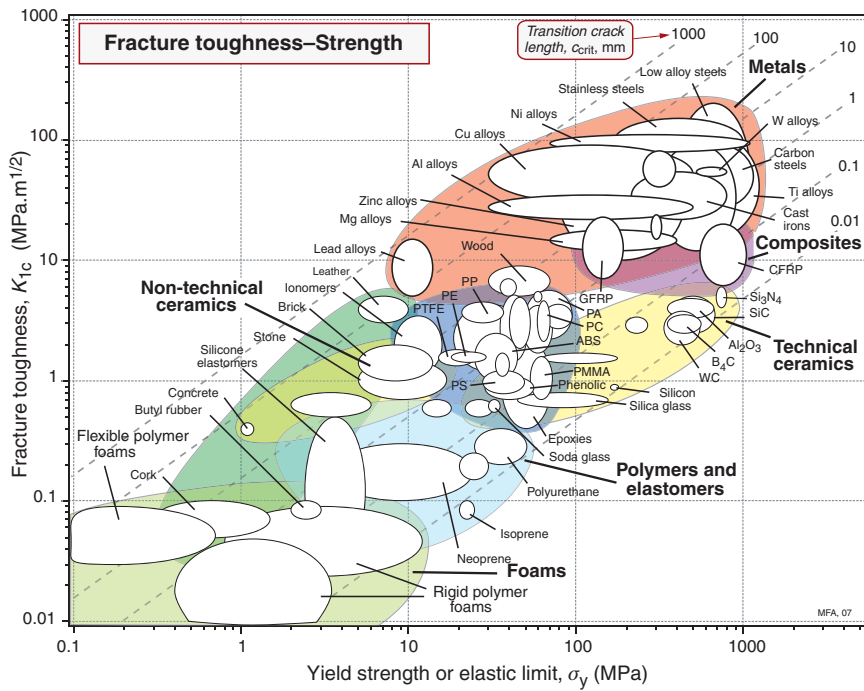 Fracture toughness–Strength
Transition crack
length, ccrit, mm
1000
100
10
1
0.1
0.01
1000
100
10
1
0.1
0.01
Fracture toughness, K1c (MPa.m1/2)
Low alloy steels
Metals
Stainless steels
Ni alloys
W alloys
Cu alloys
Carbon
steels
Al alloys
Ti alloys
Zinc alloys
Mg alloys
Cast
irons
Lead alloys
Wood
Composites
Leather
CFRP
Ionomers
Non-technical
ceramics
PP
PE
PTFE
GFRP
PA
PC
ABS
Si3N4
SiC
Brick
Stone
Technical
ceramics
Al2O3
B4C
WC
Silicone
elastomers
PS
PMMA
Phenolic
Silicon
Silica glass
Concrete
Butyl rubber
Flexible polymer
foams
Epoxies
Soda glass
Polymers and
elastomers
Cork
Polyurethane
Isoprene
Neoprene
Foams
Rigid polymer
foams
MFA, 07
0.1
1
10
100
1000
Yield strength or elastic limit, σy (MPa)